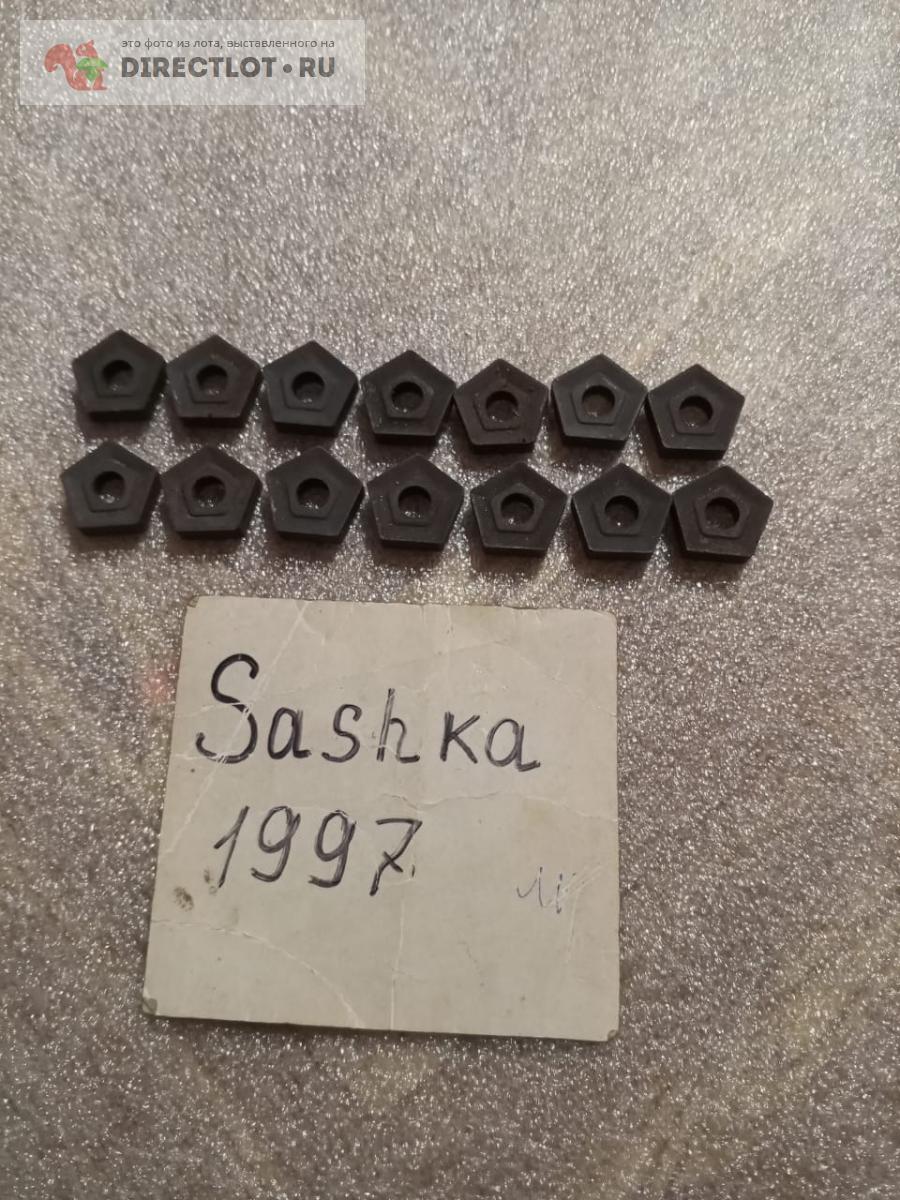 это фото из лота, выставленного на
DIRECTLOT • RU
Sashka
1997